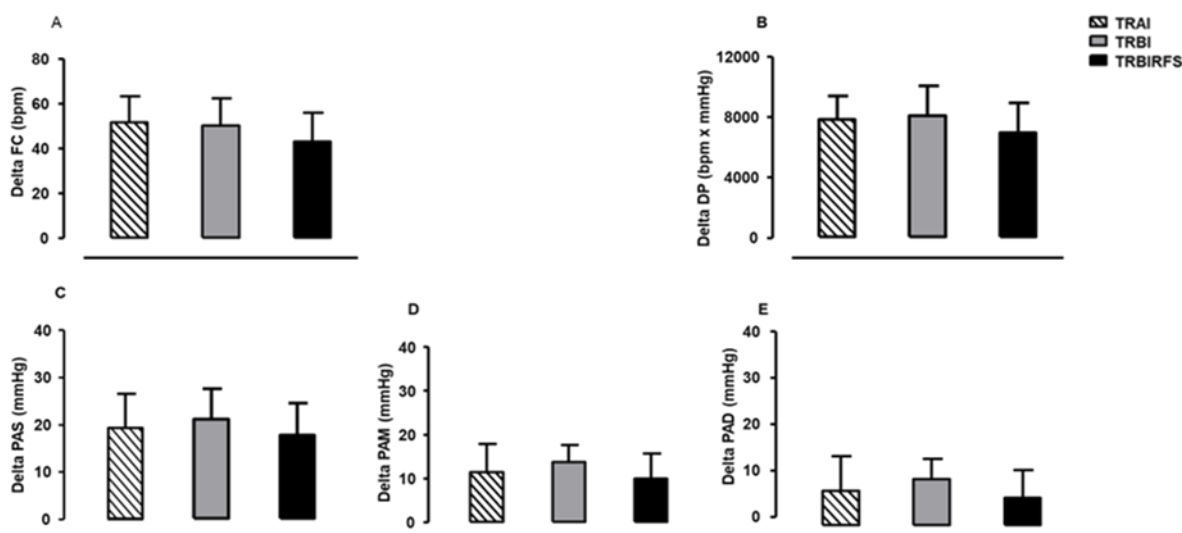 A
Delta FC (bpm)
80
60
40
20
0
B
Delta DP (bpm x mmHg)
12000
8000
4000
0
TRAI
TRBI
TRBIRFS
C
Delta PAS (mmHg)
40
30
20
10
0
D
Delta PAM (mmHg)
40
30
20
10
0
E
Delta PAD (mmHg)
40
30
20
10
0